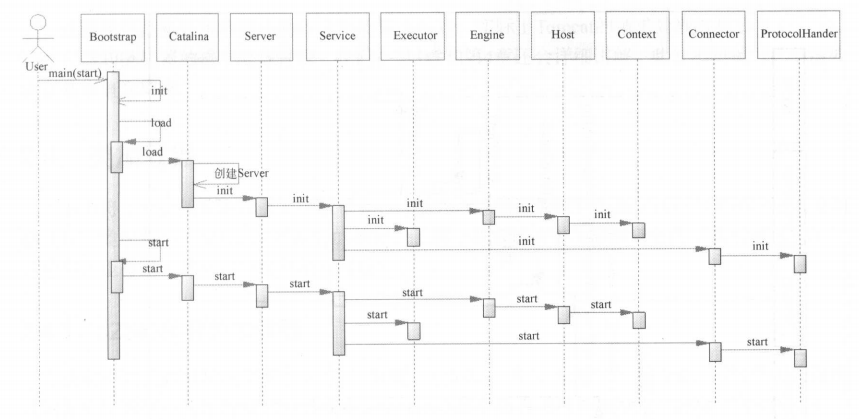 Bootstrap
Catalina
Server
Service
Executor
Engine
Host
Context
Connector
ProtocolHander
User
main(start)
init
load
load
创建Server
init
init
init
init
init
init
init
init
start
start
start
start
start
start
start
start
start
start